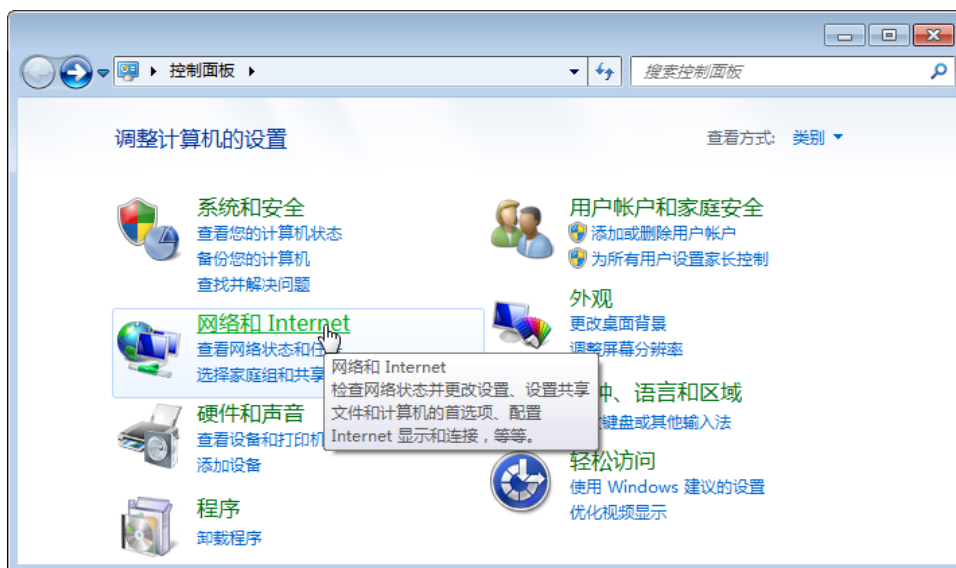 控制面板
搜索控制面板
调整计算机的设置
查看方式: 类别
系统和安全
查看您的计算机状态
备份您的计算机
查找并解决问题
网络和 Internet
查看网络状态和任
选择家庭组和共享
硬件和声音
查看设备和打印机
添加设备
程序
卸载程序
用户帐户和家庭安全
添加或删除用户帐户
为所有用户设置家长控制
外观
更改桌面背景
调整屏幕分辨率
钟、语言和区域
键盘或其他输入法
轻松访问
使用 Windows 建议的设置
优化视频显示
网络和 Internet
检查网络状态并更改设置、设置共享
文件和计算机的首选项、配置
Internet 显示和连接，等等。